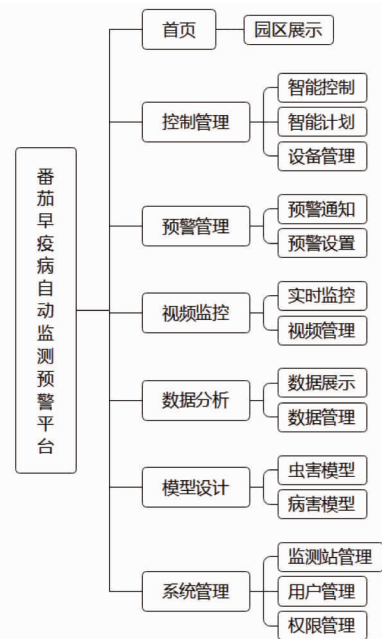 番茄早疫病自动监测预警平台
首页
园区展示
控制管理
智能控制
智能计划
设备管理
预警管理
预警通知
预警设置
视频监控
实时监控
视频管理
数据分析
数据展示
数据管理
模型设计
虫害模型
病害模型
系统管理
监测站管理
用户管理
权限管理